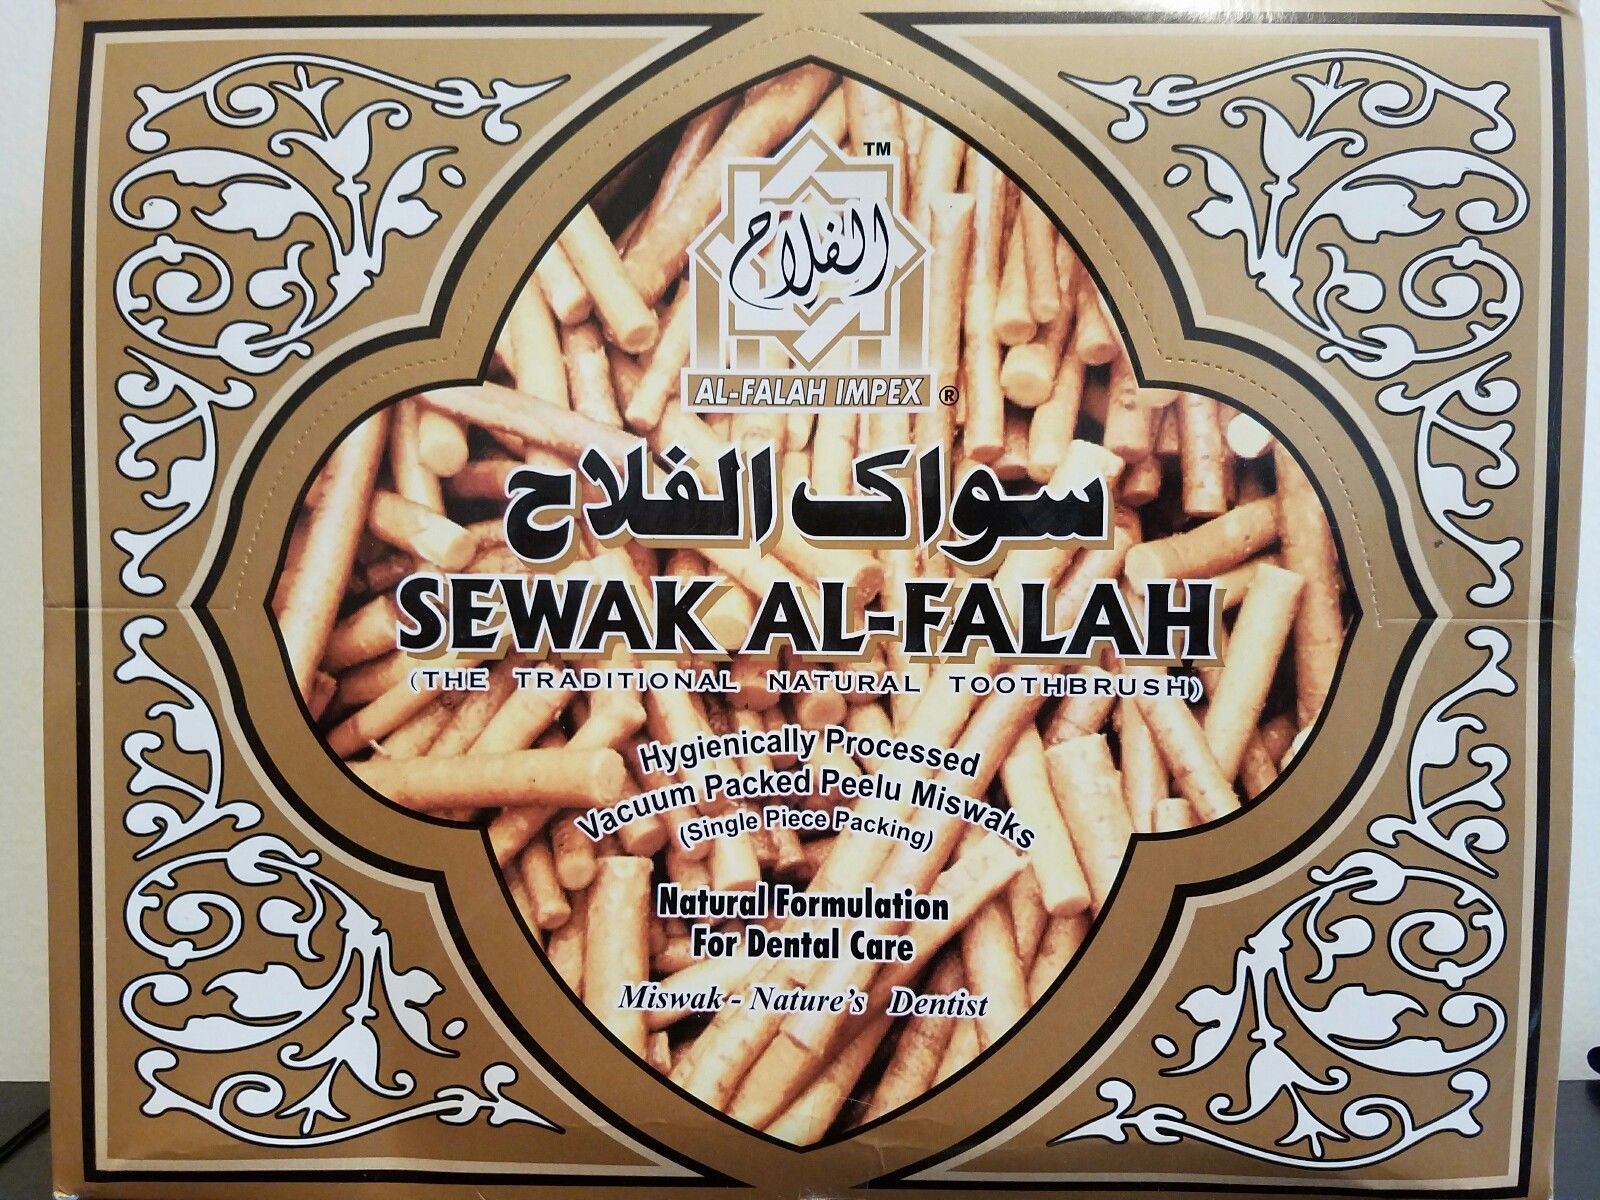 TM
الفلاح
AL-FALAH IMPEX ®
سواك الفلاح
SEWAK AL-FALAH
(THE TRADITIONAL NATURAL TOOTHBRUSH)
Hygienically Processed
Vacuum Packed Peelu Miswaks
(Single Piece Packing)
Natural Formulation
For Dental Care
Miswak - Nature's Dentist